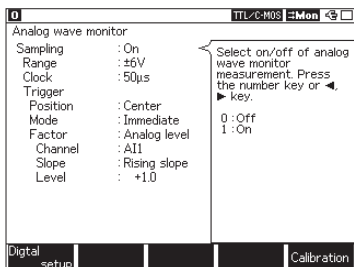 0 TTL/C-MOS Mon
Analog wave monitor
Sampling : On
Range : ±6V
Clock : 50µs
Trigger
Position : Center
Mode : Immediate
Factor : Analog level
Channel : AI1
Slope : Rising slope
Level : +1.0
Select on/off of analog
wave monitor
measurement. Press
the number key or ◄,
► key.
0 : Off
1 : On
Digtal
setup
Calibration